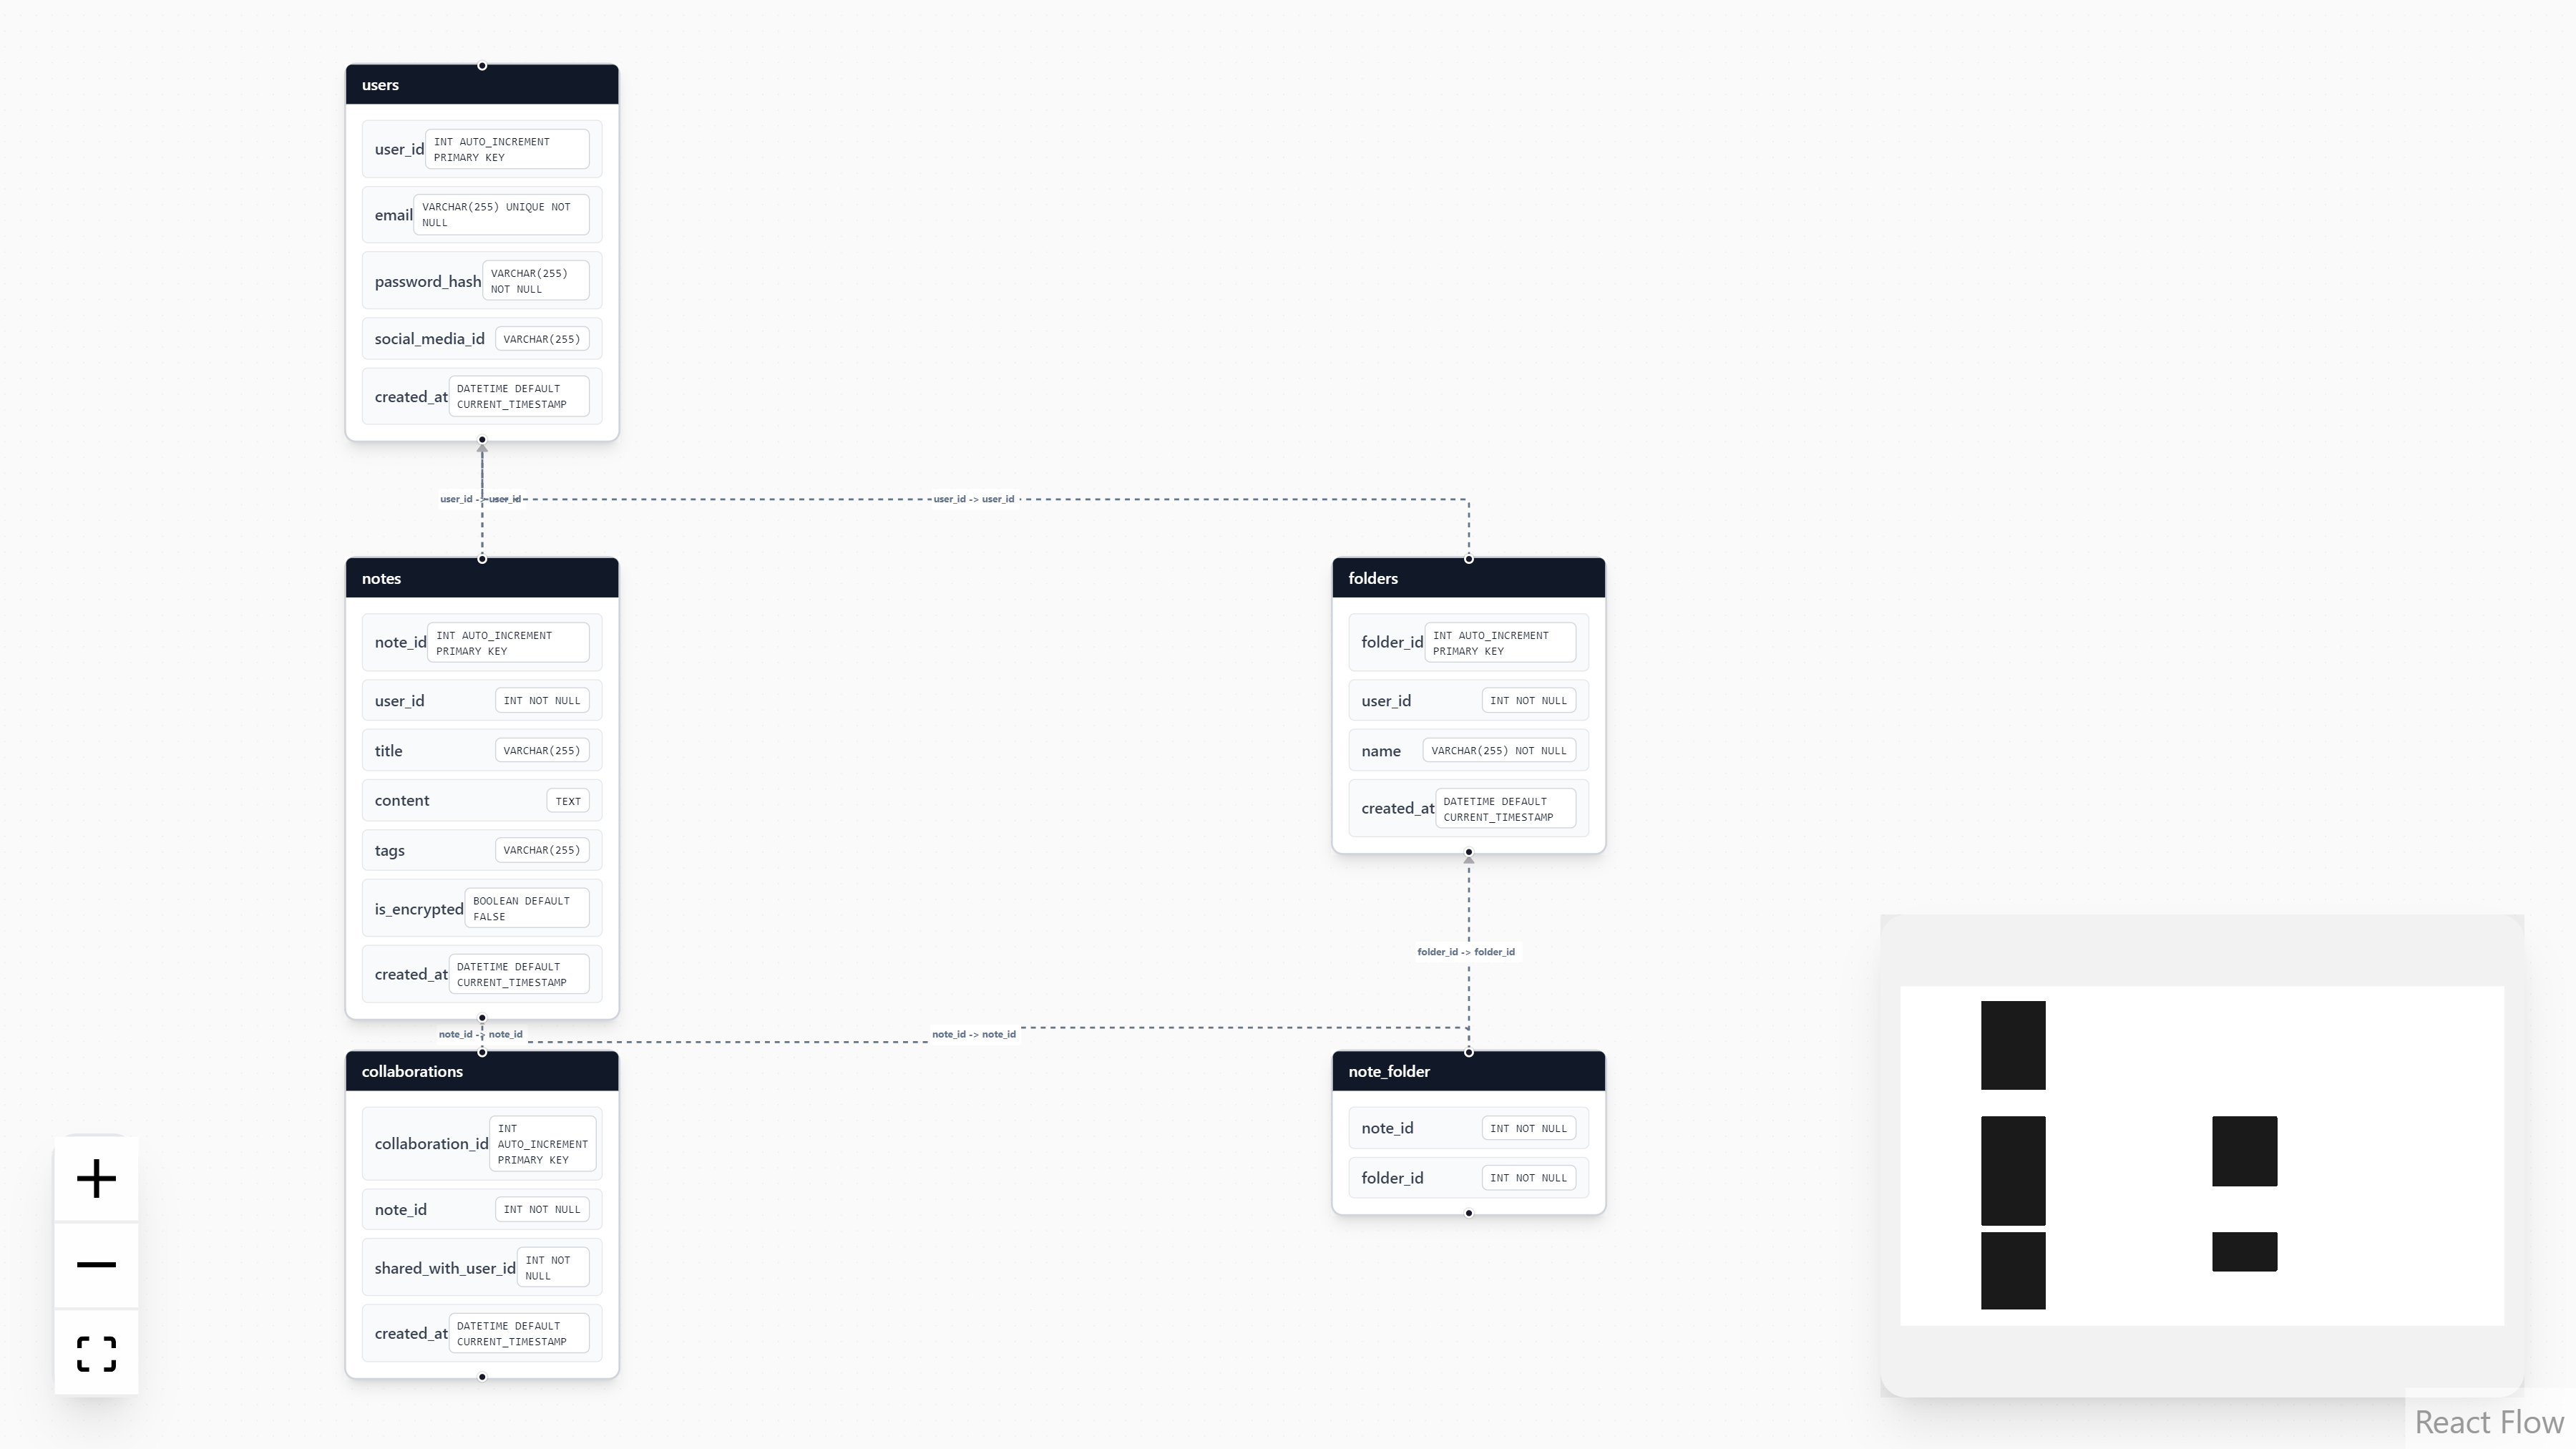 users
user_id
INT AUTO_INCREMENT
PRIMARY KEY
email
VARCHAR(255) UNIQUE NOT
NULL
password_hash
VARCHAR(255)
NOT NULL
social_media_id
VARCHAR(255)
created_at
DATETIME DEFAULT
CURRENT_TIMESTAMP
user_id -> user_id
user_id -> user_id
notes
note_id
INT AUTO_INCREMENT
PRIMARY KEY
user_id
INT NOT NULL
title
VARCHAR(255)
content
TEXT
tags
VARCHAR(255)
is_encrypted
BOOLEAN DEFAULT
FALSE
created_at
DATETIME DEFAULT
CURRENT_TIMESTAMP
folders
folder_id
INT AUTO_INCREMENT
PRIMARY KEY
user_id
INT NOT NULL
name
VARCHAR(255) NOT NULL
created_at
DATETIME DEFAULT
CURRENT_TIMESTAMP
folder_id -> folder_id
note_id -> note_id
note_id -> note_id
collaborations
collaboration_id
INT
AUTO_INCREMENT
PRIMARY KEY
note_id
INT NOT NULL
shared_with_user_id
INT NOT
NULL
created_at
DATETIME DEFAULT
CURRENT_TIMESTAMP
note_folder
note_id
INT NOT NULL
folder_id
INT NOT NULL
React Flow